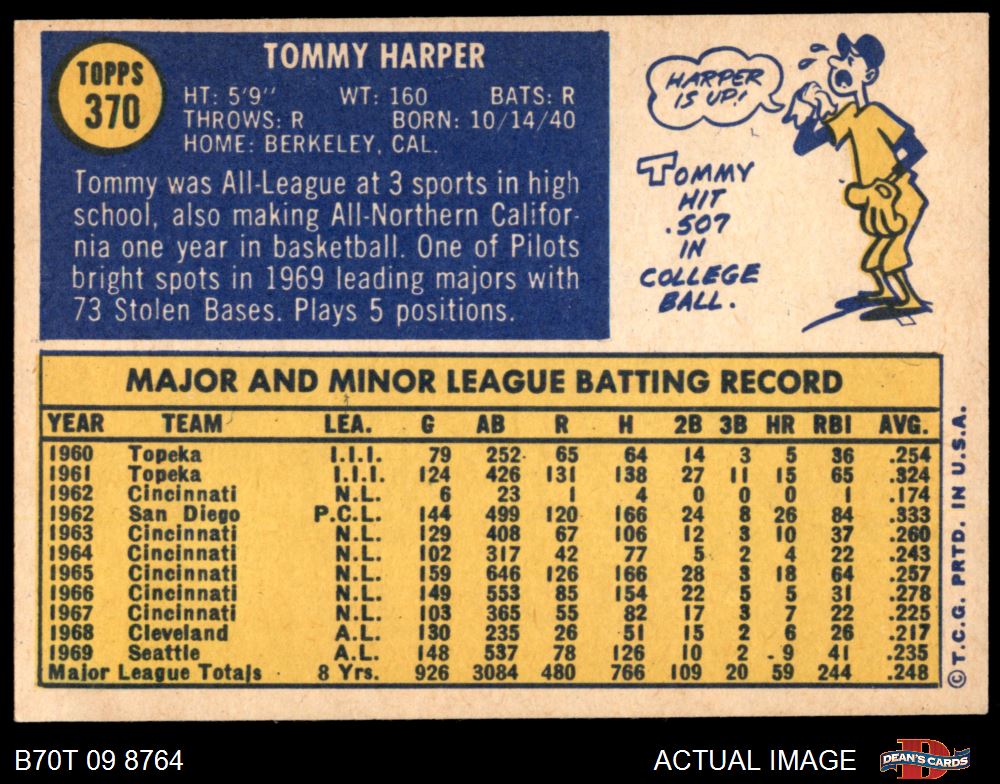 TOPPS
370
TOMMY HARPER
HT: 5'9" WT: 160 BATS: R
THROWS: R BORN: 10/14/40
HOME: BERKELEY, CAL.
Tommy was All-League at 3 sports in high
school, also making All-Northern Califor-
nia one year in basketball. One of Pilots
bright spots in 1969 leading majors with
73 Stolen Bases. Plays 5 positions.
HARPER
IS UP!
TOMMY
HIT
.507
IN
COLLEGE
BALL.
MAJOR AND MINOR LEAGUE BATTING RECORD
YEAR TEAM LEA. G AB R H 2B 3B HR RBI AVG.
1960 Topeka I.I.I. 79 252 65 64 14 3 5 36 .254
1961 Topeka I.I.I. 124 426 131 138 27 11 15 65 .324
1962 Cincinnati N.L. 6 23 1 4 0 0 0 1 .174
1962 San Diego P.C.L. 144 499 120 166 24 8 26 84 .333
1963 Cincinnati N.L. 129 408 67 106 12 3 10 37 .260
1964 Cincinnati N.L. 102 317 42 77 5 2 4 22 .243
1965 Cincinnati N.L. 159 646 126 166 28 3 18 64 .257
1966 Cincinnati N.L. 149 553 85 154 22 5 5 31 .278
1967 Cincinnati N.L. 103 365 55 82 17 3 7 22 .225
1968 Cleveland A.L. 130 235 26 51 15 2 6 26 .217
1969 Seattle A.L. 148 537 78 126 10 2 9 41 .235
Major League Totals 8 Yrs. 926 3084 480 766 109 20 59 244 .248
© T.C.G. PRTD. IN U.S.A.
B70T 09 8764 ACTUAL IMAGE
DEAN'S CARDS